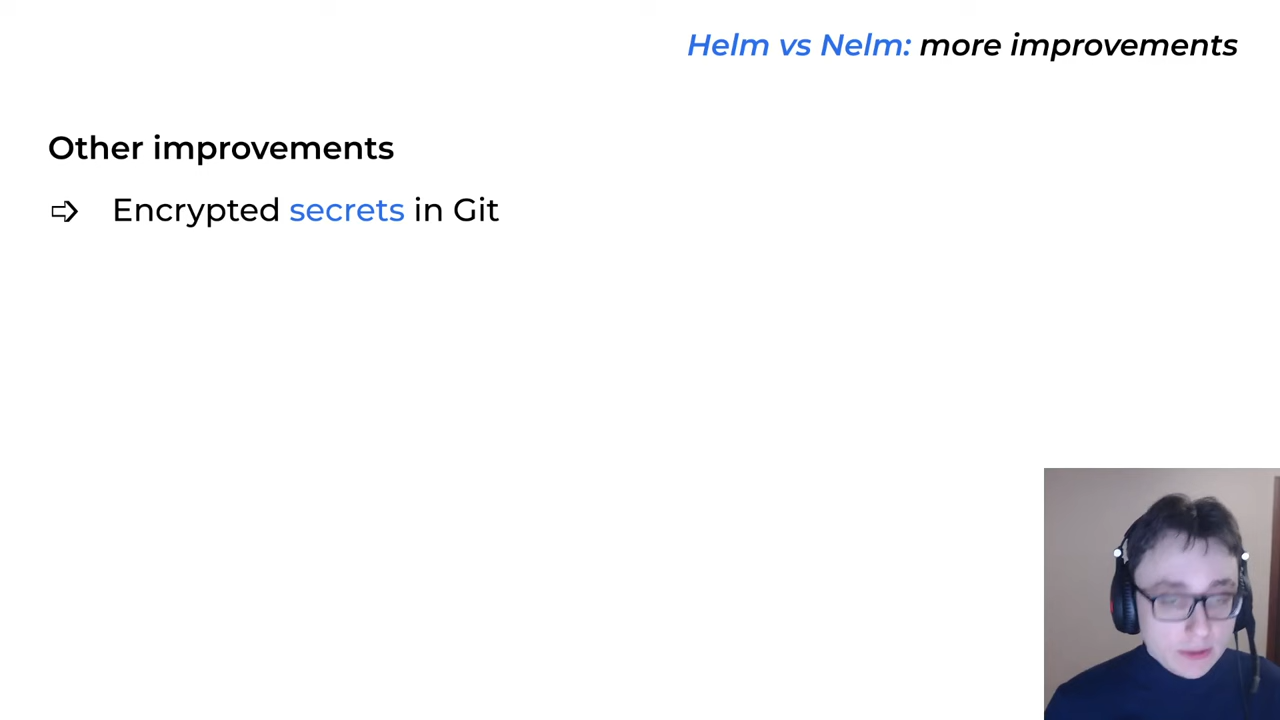 Helm vs Nelm: more improvements
Other improvements
⇨ Encrypted secrets in Git